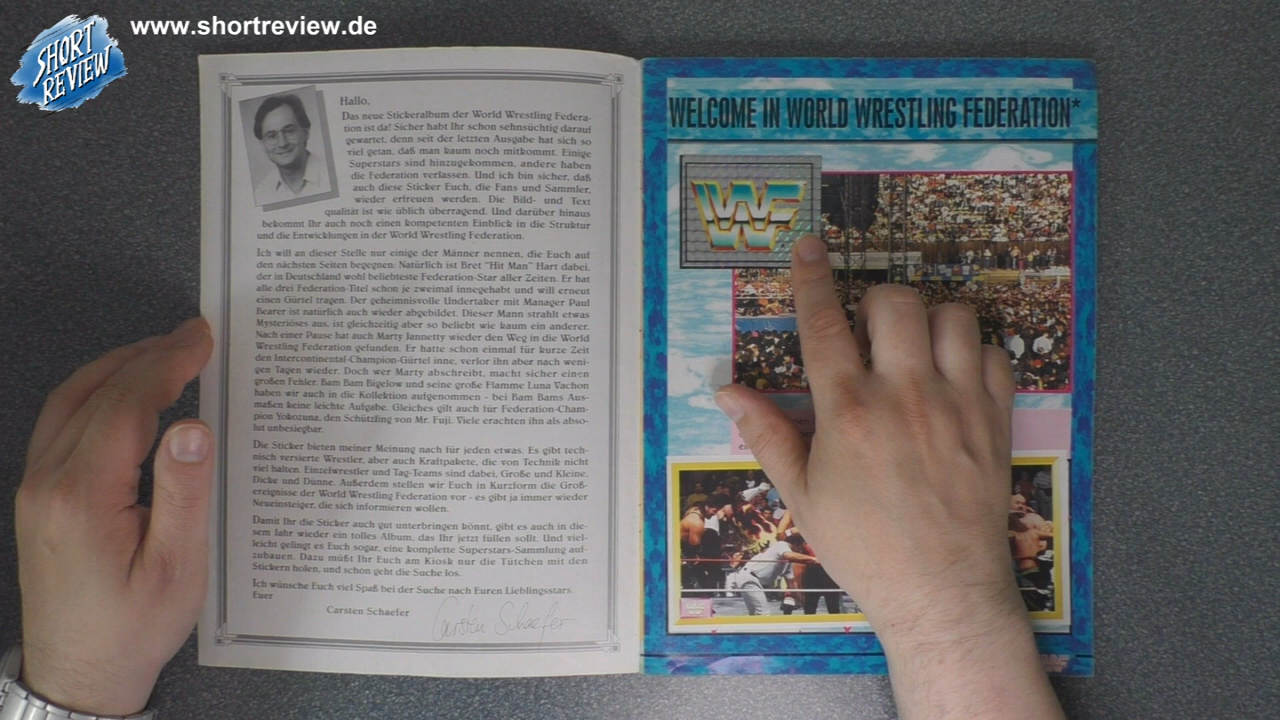 www.shortreview.de
SHORT
REVIEW
Hallo,
Das neue Stickeralbum der World Wrestling Federa-
tion ist da! Sicher habt Ihr schon sehnsüchtig darauf
gewartet, denn seit der letzten Ausgabe hat sich so
viel getan, daß man kaum noch mitkommt. Einige
Superstars sind hinzugekommen, andere haben
die Federation verlassen. Und ich bin sicher, daß
auch diese Sticker Euch, die Fans und Sammler,
wieder erfreuen werden. Die Bild- und Text
qualität ist wie üblich überragend. Und darüber hinaus
bekommt Ihr auch noch einen kompetenten Einblick in die Struktur
und die Entwicklungen in der World Wrestling Federation.
Ich will an dieser Stelle nur einige der Männer nennen, die Euch auf
den nächsten Seiten begegnen: Natürlich ist Bret "Hit Man" Hart dabei,
der in Deutschland wohl beliebteste Federation-Star aller Zeiten. Er hat
alle drei Federation-Titel schon je zweimal innegehabt und will erneut
einen Gürtel tragen. Der geheimnisvolle Undertaker mit Manager Paul
Bearer ist natürlich auch wieder abgebildet. Dieser Mann strahlt etwas
Mysteriöses aus, ist gleichzeitig aber so beliebt wie kaum ein anderer.
Nach einer Pause hat auch Marty Jannetty wieder den Weg in die World
Wrestling Federation gefunden. Er hatte schon einmal für kurze Zeit
den Intercontinental-Champion-Gürtel inne, verlor ihn aber nach weni-
gen Tagen wieder. Doch wer Marty abschreibt, macht sicher einen
großen Fehler. Bam Bam Bigelow und seine große Flamme Luna Vachon
haben wir auch in die Kollektion aufgenommen - bei Bam Bams Aus-
maßen keine leichte Aufgabe. Gleiches gilt auch für Federation-Cham-
pion Yokozuna, den Schützling von Mr. Fuji. Viele erachten ihn als abso-
lut unbesiegbar.
Die Sticker bieten meiner Meinung nach für jeden etwas. Es gibt tech-
nisch versierte Wrestler, aber auch Kraftpakete, die von Technik nicht
viel halten. Einzelwrestler und Tag-Teams sind dabei, Große und Kleine,
Dicke und Dünne. Außerdem stellen wir Euch in Kurzform die Groß-
ereignisse der World Wrestling Federation vor - es gibt ja immer wieder
Neueinsteiger, die sich informieren wollen.
Damit Ihr die Sticker auch gut unterbringen könnt, gibt es auch in die-
sem Jahr wieder ein tolles Album, das Ihr jetzt füllen sollt. Und viel-
leicht gelingt es Euch sogar, eine komplette Superstars-Sammlung auf-
zubauen. Dazu müßt Ihr Euch am Kiosk nur die Tütchen mit den
Stickern holen, und schon geht die Suche los.
Ich wünsche Euch viel Spaß bei der Suche nach Euren Lieblingsstars.
Euer
Carsten Schaefer
Carsten Schaefer
WELCOME IN WORLD WRESTLING FEDERATION*
WWF